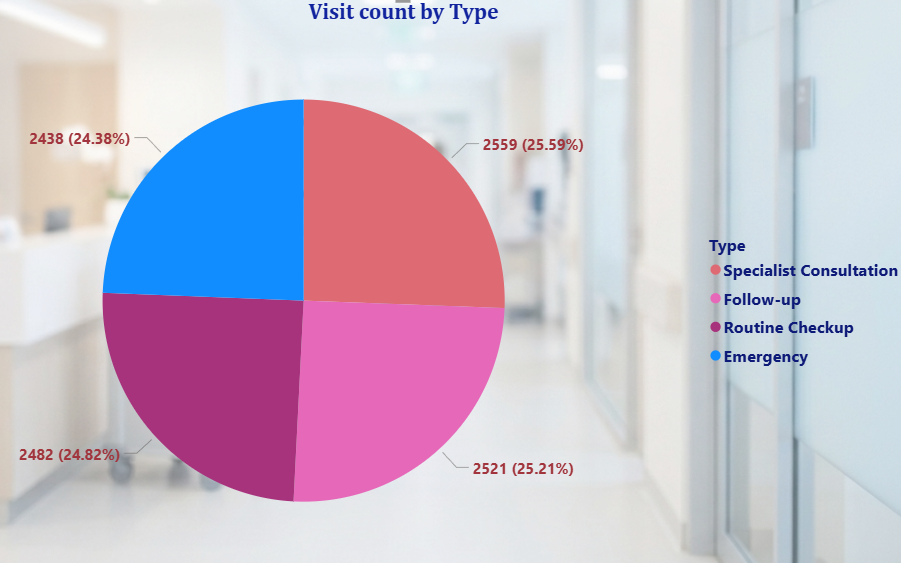 Visit count by Type
2438 (24.38%)
2559 (25.59%)
2482 (24.82%)
2521 (25.21%)
Type
Specialist Consultation
Follow-up
Routine Checkup
Emergency